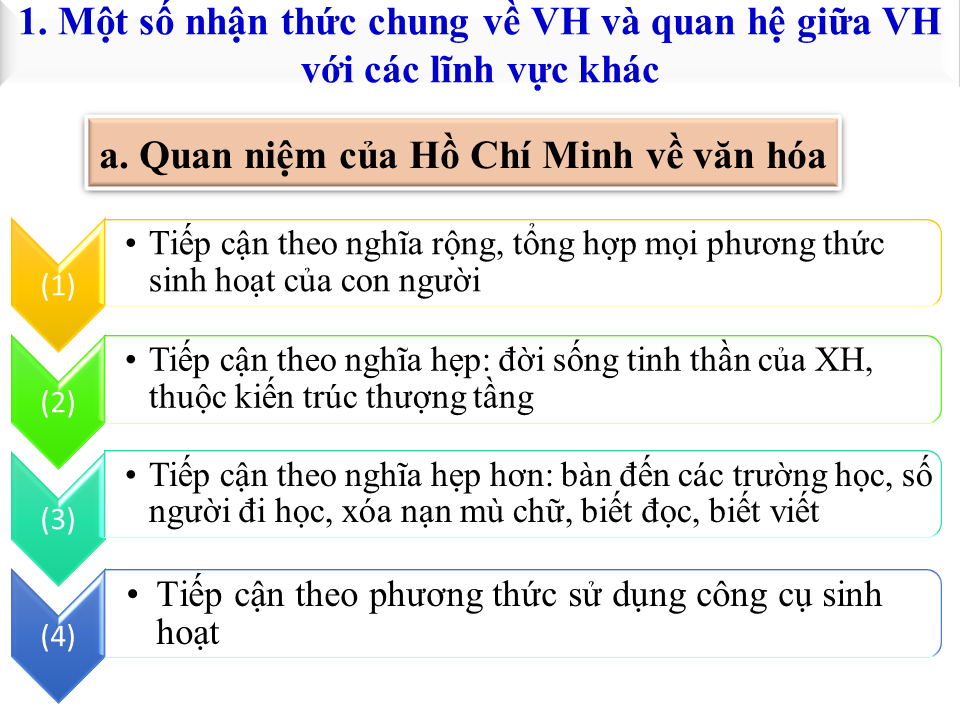 1. Một số nhận thức chung về VH và quan hệ giữa VH
với các lĩnh vực khác
a. Quan niệm của Hồ Chí Minh về văn hóa
(1)
• Tiếp cận theo nghĩa rộng, tổng hợp mọi phương thức
sinh hoạt của con người
(2)
• Tiếp cận theo nghĩa hẹp: đời sống tinh thần của XH,
thuộc kiến trúc thượng tầng
(3)
• Tiếp cận theo nghĩa hẹp hơn: bàn đến các trường học, số
người đi học, xóa nạn mù chữ, biết đọc, biết viết
(4)
• Tiếp cận theo phương thức sử dụng công cụ sinh
hoạt